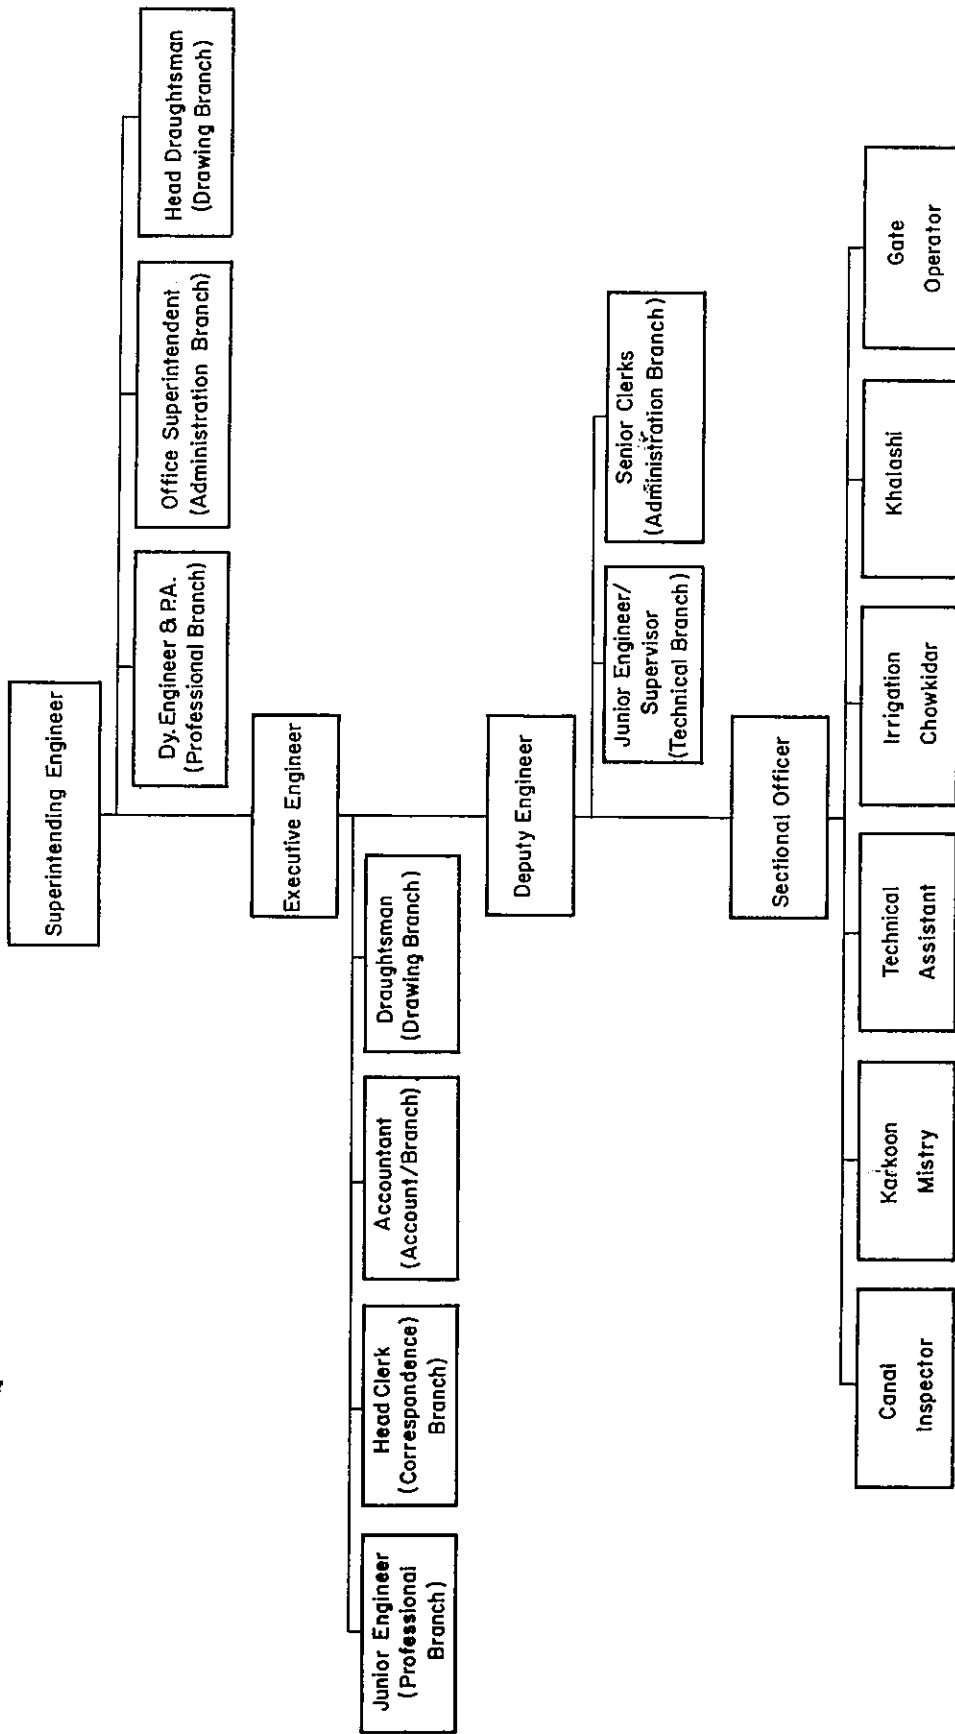 Superintending Engineer
Dy. Engineer & P.A.
(Professional Branch)
Office Superintendent
(Administration Branch)
Head Draughtsman
(Drawing Branch)
Executive Engineer
Junior Engineer
(Professional
Branch)
Head Clerk
(Correspondence)
Branch)
Accountant
(Account/Branch)
Draughtsman
(Drawing Branch)
Deputy Engineer
Junior Engineer/
Supervisor
(Technical Branch)
Senior Clerks
(Administration Branch)
Sectional Officer
Canal
Inspector
Karkoon
Mistry
Technical
Assistant
Irrigation
Chowkidar
Khalashi
Gate
Operator